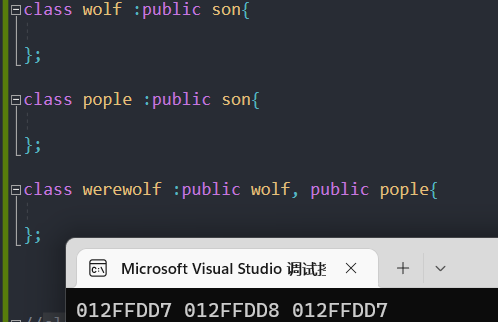 class wolf :public son{
};
class pople :public son{
};
class werewolf :public wolf, public pople{
};
Microsoft Visual Studio 调试
012FFDD7 012FFDD8 012FFDD7